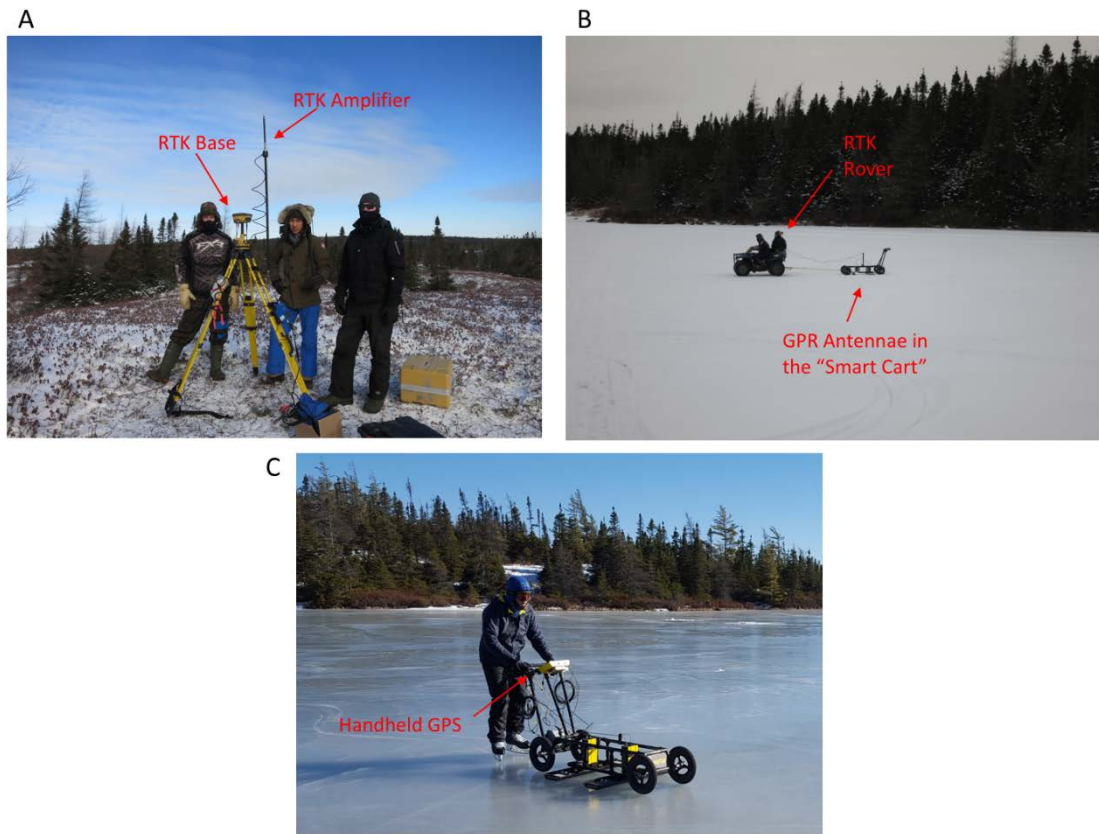 A
RTK Amplifier
RTK Base
B
RTK
Rover
GPR Antennae in
the “Smart Cart”
C
Handheld GPS